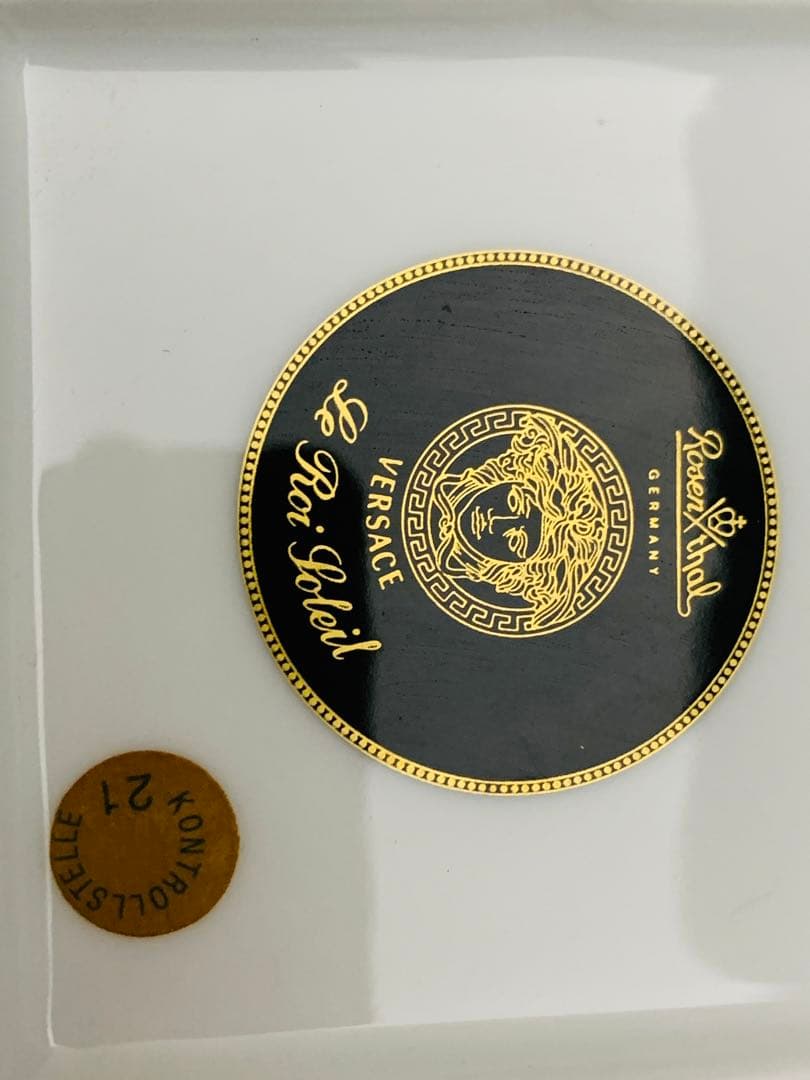 Rosenthal
GERMANY
VERSACE
Le Roi Soleil
KONTROLLSTELLE
21